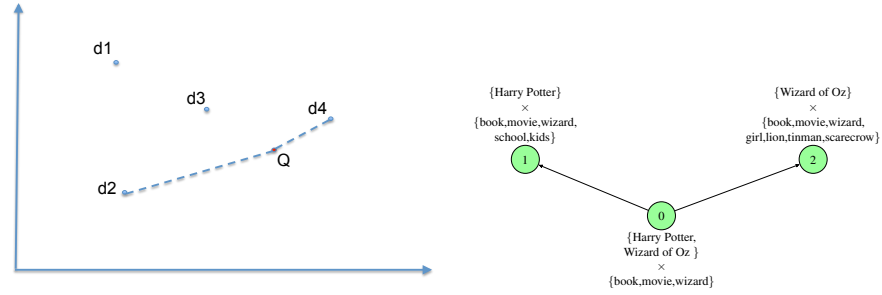 d1
d3
d4
Q
d2
{Harry Potter}
×
{book,movie,wizard,
school,kids}
1
{Wizard of Oz}
×
{book,movie,wizard,
girl,lion,tinman,scarecrow}
2
0
{Harry Potter,
Wizard of Oz }
×
{book,movie,wizard}